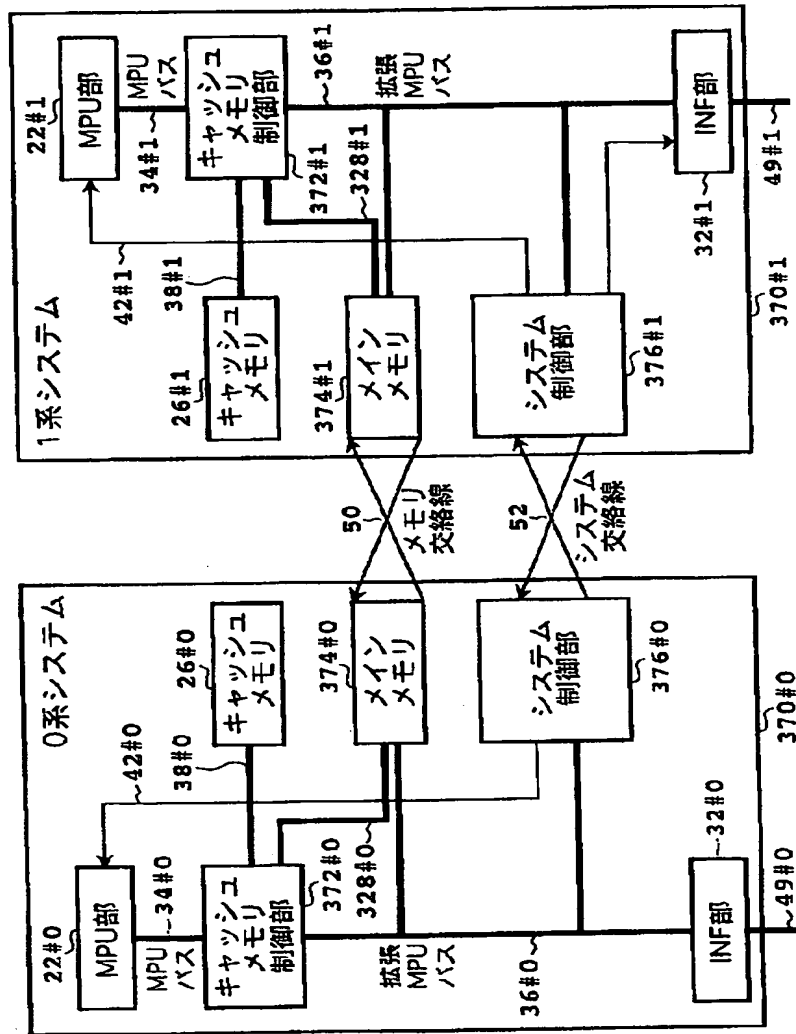 0系システム
22#0
MPU部
MPU
バス
34#0
42#0
キャッシュ
メモリ
制御部
38#0
26#0
キャッシュ
メモリ
372#0
328#0
374#0
メイン
メモリ
拡張
MPU
バス
36#0
システム
制御部
376#0
32#0
INF部
49#0
370#0
50
メモリ
交絡線
52
システム
交絡線
1系システム
22#1
MPU部
MPU
バス
34#1
42#1
キャッシュ
メモリ
制御部
38#1
26#1
キャッシュ
メモリ
372#1
328#1
374#1
メイン
メモリ
36#1
拡張
MPU
バス
システム
制御部
376#1
INF部
32#1
49#1
370#1